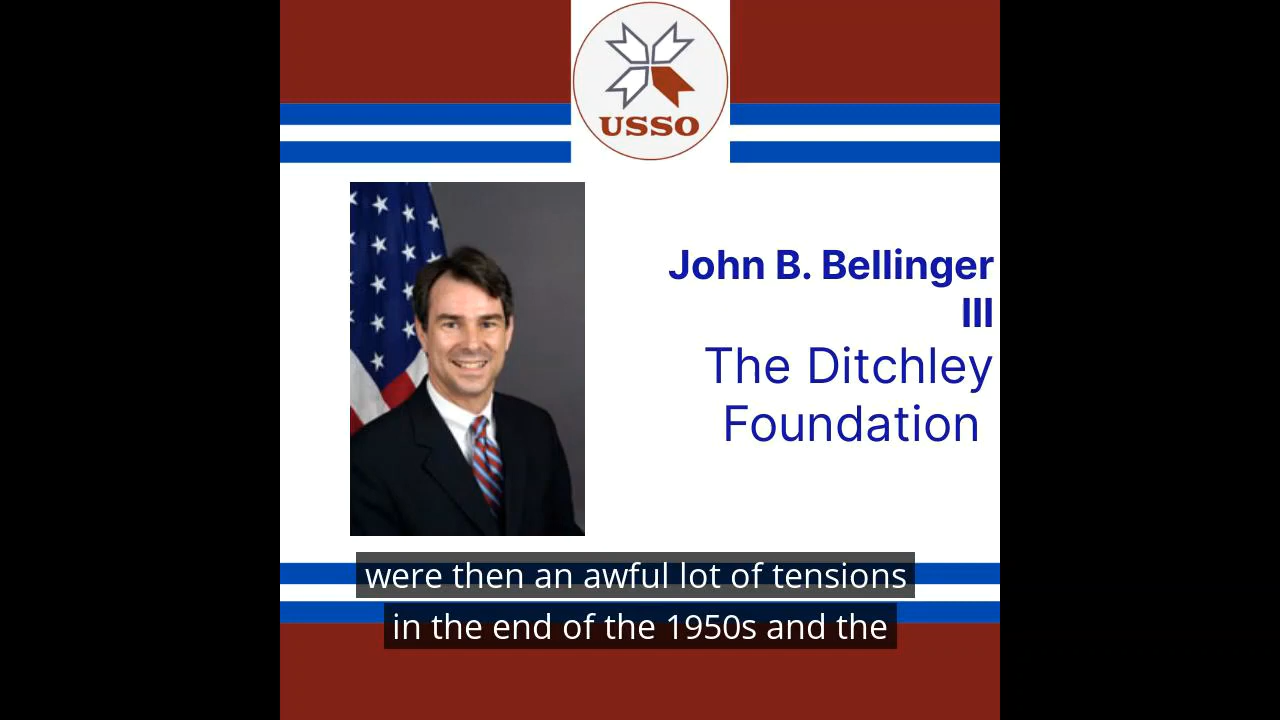 USSO
John B. Bellinger
III
The Ditchley
Foundation
were then an awful lot of tensions
in the end of the 1950s and the